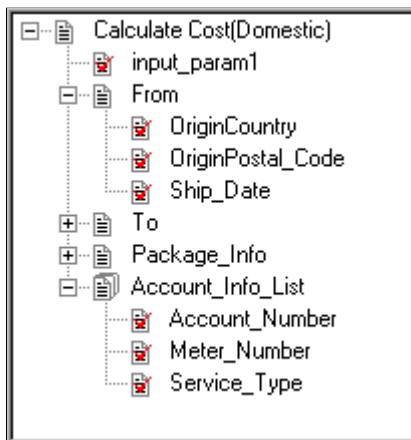 Calculate Cost(Domestic)
input_param1
From
OriginCountry
OriginPostal_Code
Ship_Date
To
Package_Info
Account_Info_List
Account_Number
Meter_Number
Service_Type